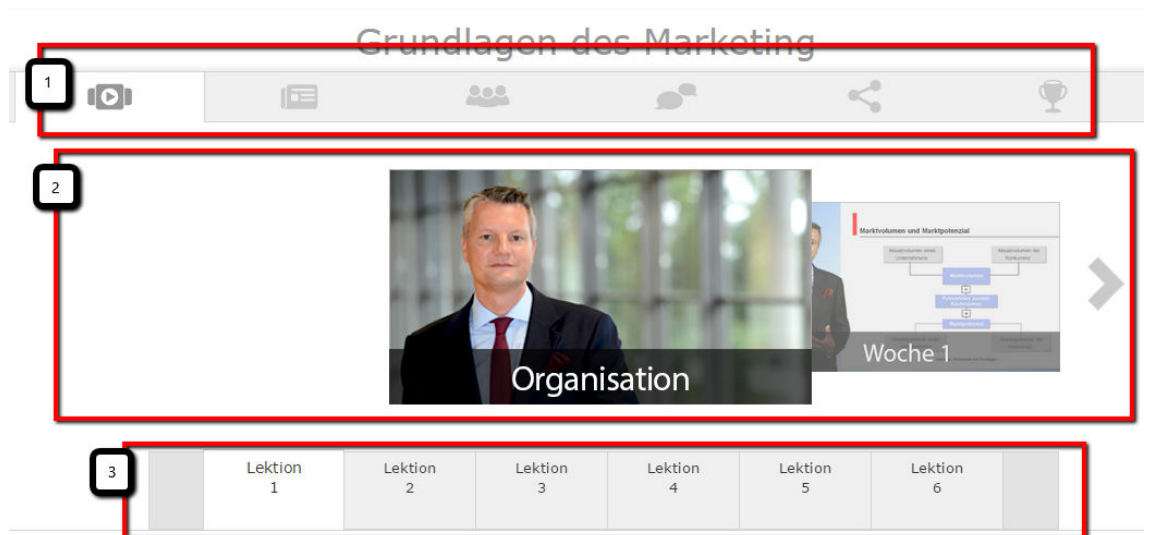 Grundlagen des Marketing
1
2
Marktvolumen und Marktpotenzial
Woche 1
Organisation
3
Lektion
1
Lektion
2
Lektion
3
Lektion
4
Lektion
5
Lektion
6